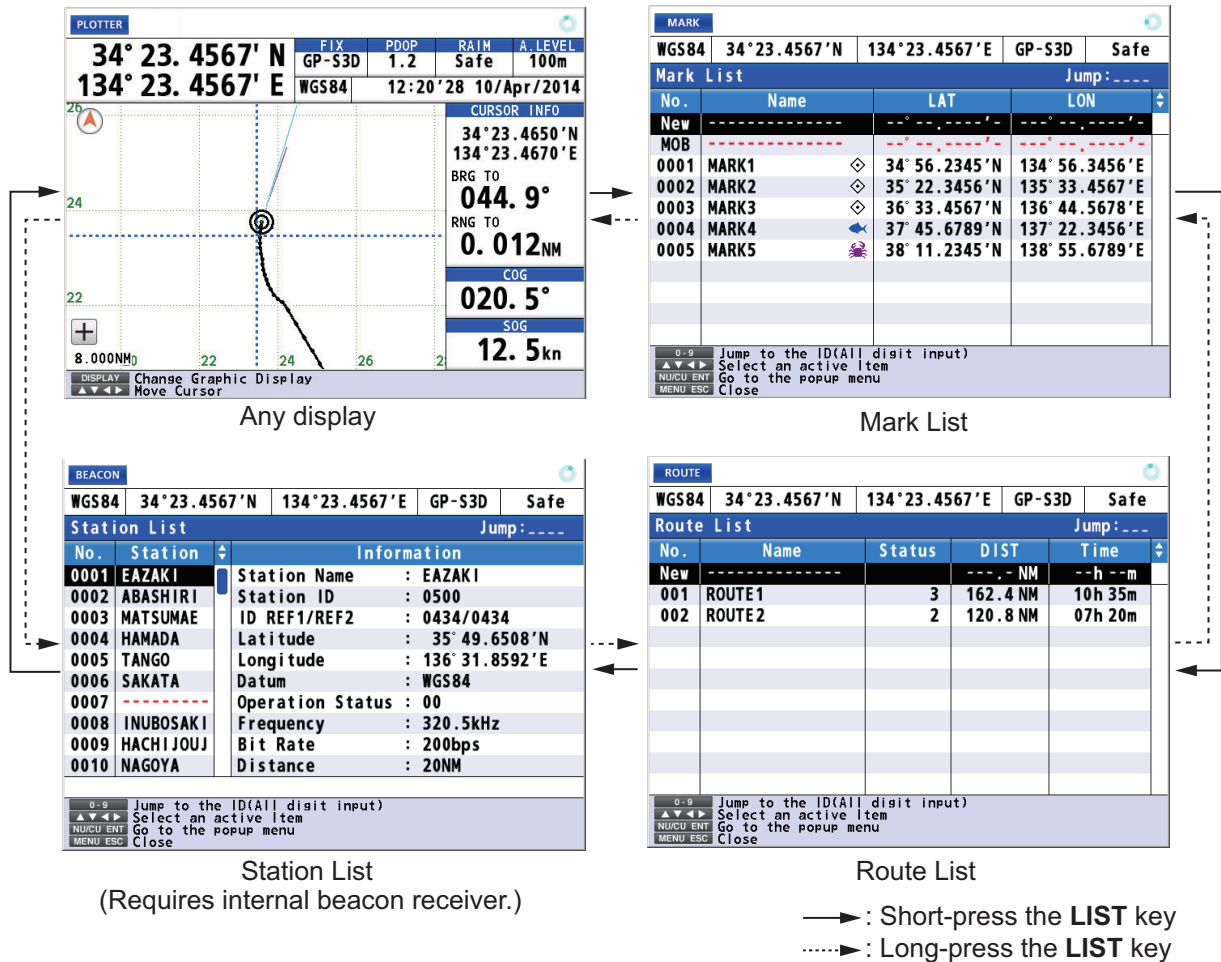 PLOTTER
34° 23. 4567' N
134° 23. 4567' E
FIX PDOP RAIM A.LEVEL
GP-S3D 1.2 Safe 100m
WGS84 12:20'28 10/Apr/2014
26
24
22
8.000NM
20 22 24 26 2
CURSOR INFO
34°23.4650'N
134°23.4670'E
BRG TO
044. 9°
RNG TO
0. 012NM
COG
020. 5°
SOG
12. 5kn
DISPLAY Change Graphic Display
▲▼◀▶ Move Cursor
Any display
MARK
WGS84 34°23.4567'N 134°23.4567'E GP-S3D Safe
Mark List Jump:____
No. Name LAT LON
New -------------- --° --.----'- ---° --.----'-
MOB -------------- --° --.----'- ---° --.----'-
0001 MARK1 34° 56.2345'N 134° 56.3456'E
0002 MARK2 35° 22.3456'N 135° 33.4567'E
0003 MARK3 36° 33.4567'N 136° 44.5678'E
0004 MARK4 37° 45.6789'N 137° 22.3456'E
0005 MARK5 38° 11.2345'N 138° 55.6789'E
0-9 Jump to the ID(All digit input)
▲▼◀▶ Select an active Item
NU/CU ENT Go to the popup menu
MENU ESC Close
Mark List
BEACON
WGS84 34°23.4567'N 134°23.4567'E GP-S3D Safe
Station List Jump:____
No. Station Information
0001 EAZAKI Station Name : EAZAKI
0002 ABASHIRI Station ID : 0500
0003 MATSUMAE ID REF1/REF2 : 0434/0434
0004 HAMADA Latitude : 35° 49.6508'N
0005 TANGO Longitude : 136° 31.8592'E
0006 SAKATA Datum : WGS84
0007 --------- Operation Status : 00
0008 INUBOSAKI Frequency : 320.5kHz
0009 HACHIJOUJ Bit Rate : 200bps
0010 NAGOYA Distance : 20NM
0-9 Jump to the ID(All digit input)
▲▼◀▶ Select an active Item
NU/CU ENT Go to the popup menu
MENU ESC Close
Station List
(Requires internal beacon receiver.)
ROUTE
WGS84 34°23.4567'N 134°23.4567'E GP-S3D Safe
Route List Jump:___
No. Name Status DIST Time
New -------------- ---.- NM --h --m
001 ROUTE1 3 162.4 NM 10h 35m
002 ROUTE2 2 120.8 NM 07h 20m
0-9 Jump to the ID(All digit input)
▲▼◀▶ Select an active Item
NU/CU ENT Go to the popup menu
MENU ESC Close
Route List
: Short-press the LIST key
: Long-press the LIST key